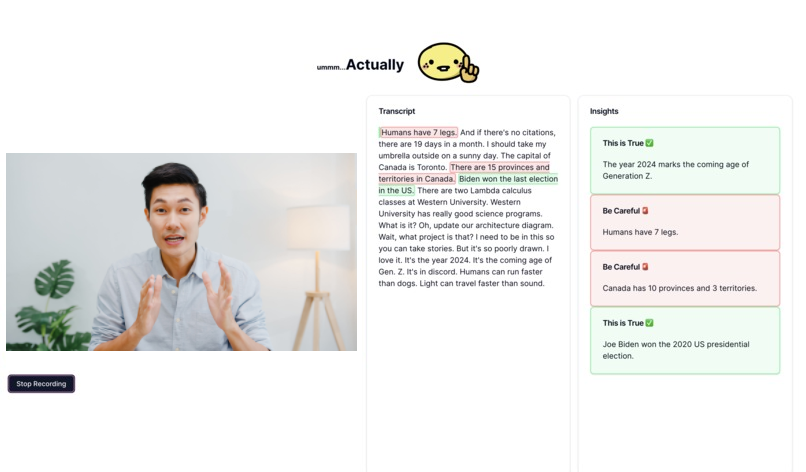 ummm...Actually
Transcript
Humans have 7 legs. And if there's no citations,
there are 19 days in a month. I should take my
umbrella outside on a sunny day. The capital of
Canada is Toronto. There are 15 provinces and
territories in Canada. Biden won the last election
in the US. There are two Lambda calculus
classes at Western University. Western
University has really good science programs.
What is it? Oh, update our architecture diagram.
Wait, what project is that? I need to be in this so
you can take stories. But it's so poorly drawn. I
love it. It's the year 2024. It's the coming age of
Gen. Z. It's in discord. Humans can run faster
than dogs. Light can travel faster than sound.
Insights
This is True ✅
The year 2024 marks the coming age of
Generation Z.
Be Careful 🚨
Humans have 7 legs.
Be Careful 🚨
Canada has 10 provinces and 3 territories.
This is True ✅
Joe Biden won the 2020 US presidential
election.
Stop Recording